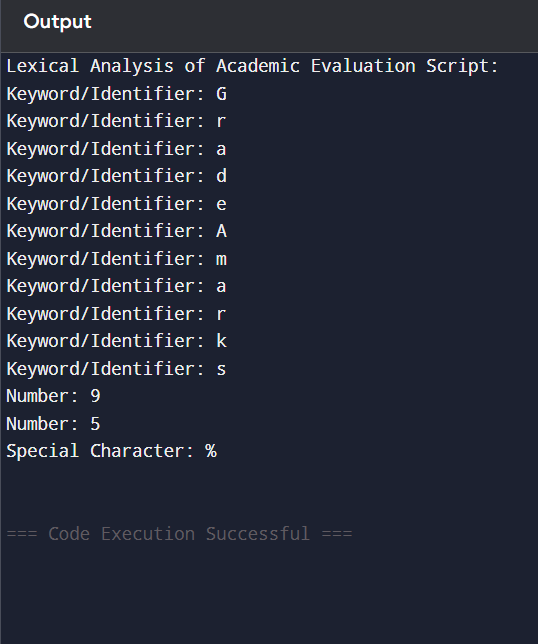 Output
Lexical Analysis of Academic Evaluation Script:
Keyword/Identifier: G
Keyword/Identifier: r
Keyword/Identifier: a
Keyword/Identifier: d
Keyword/Identifier: e
Keyword/Identifier: A
Keyword/Identifier: m
Keyword/Identifier: a
Keyword/Identifier: r
Keyword/Identifier: k
Keyword/Identifier: s
Number: 9
Number: 5
Special Character: %
=== Code Execution Successful ===